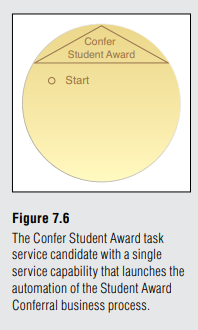 Confer
Student Award
Start
Figure 7.6
The Confer Student Award task
service candidate with a single
service capability that launches the
automation of the Student Award
Conferral business process.